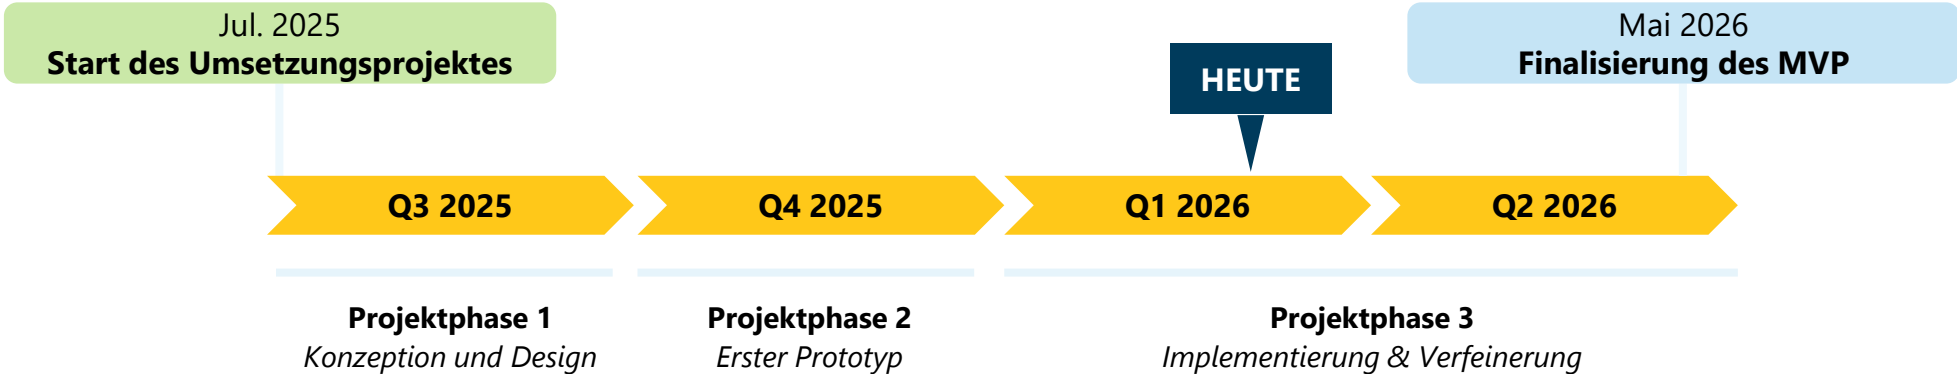 Jul. 2025
Start des Umsetzungsprojektes
HEUTE
Mai 2026
Finalisierung des MVP
Q3 2025
Q4 2025
Q1 2026
Q2 2026
Projektphase 1
Konzeption und Design
Projektphase 2
Erster Prototyp
Projektphase 3
Implementierung & Verfeinerung